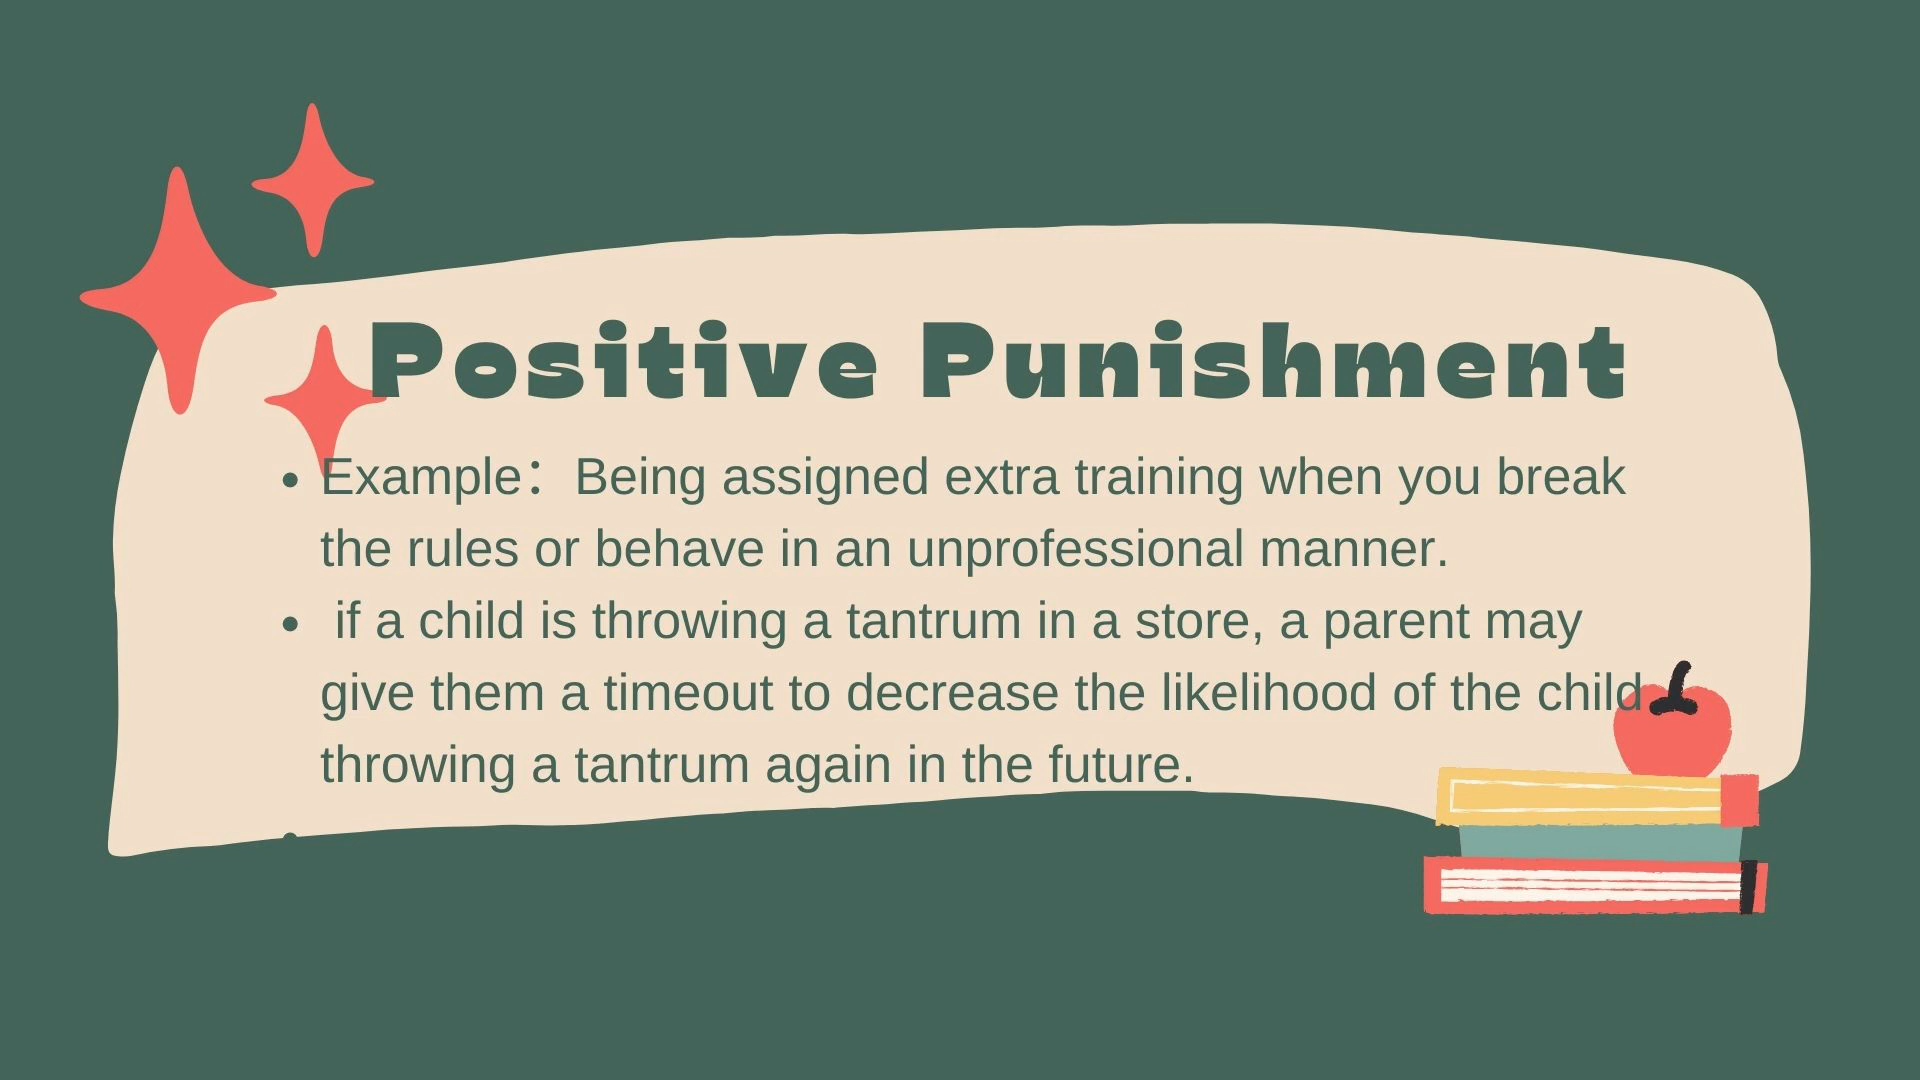 Positive Punishment
• Example： Being assigned extra training when you break
the rules or behave in an unprofessional manner.
• if a child is throwing a tantrum in a store, a parent may
give them a timeout to decrease the likelihood of the child
throwing a tantrum again in the future.